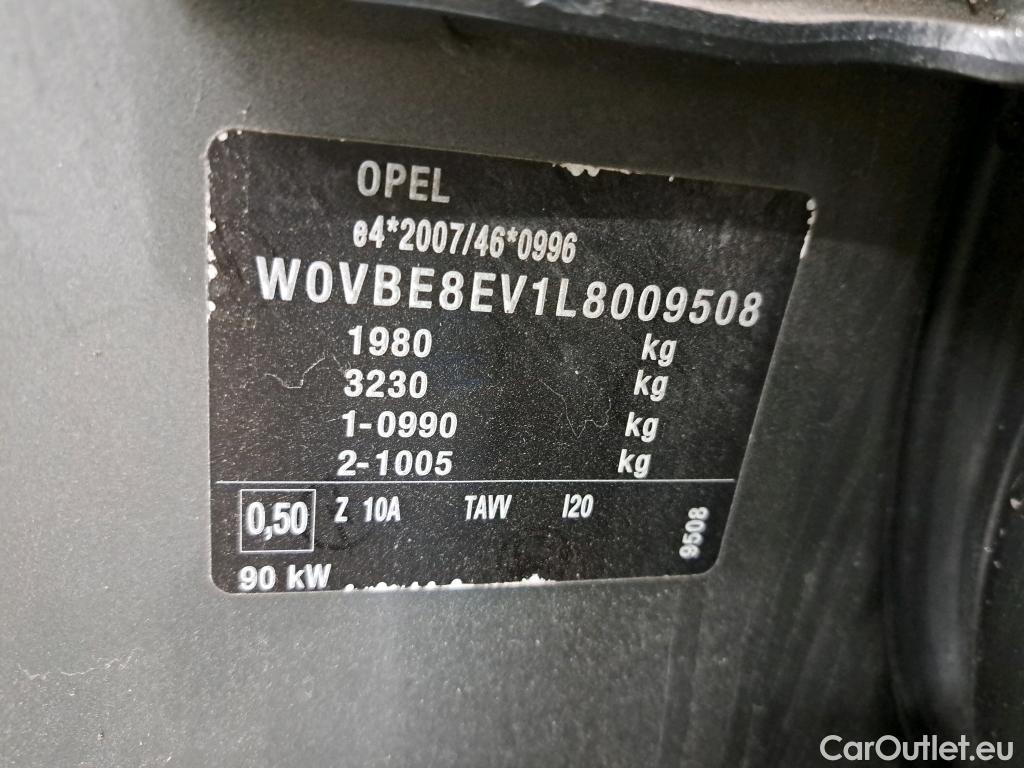 OPEL
e4*2007/46*0996
W0VBE8EV1L8009508
1980 kg
3230 kg
1-0990 kg
2-1005 kg
0,50 Z 10A TAVV I20
9508
90 kW
CarOutlet.eu